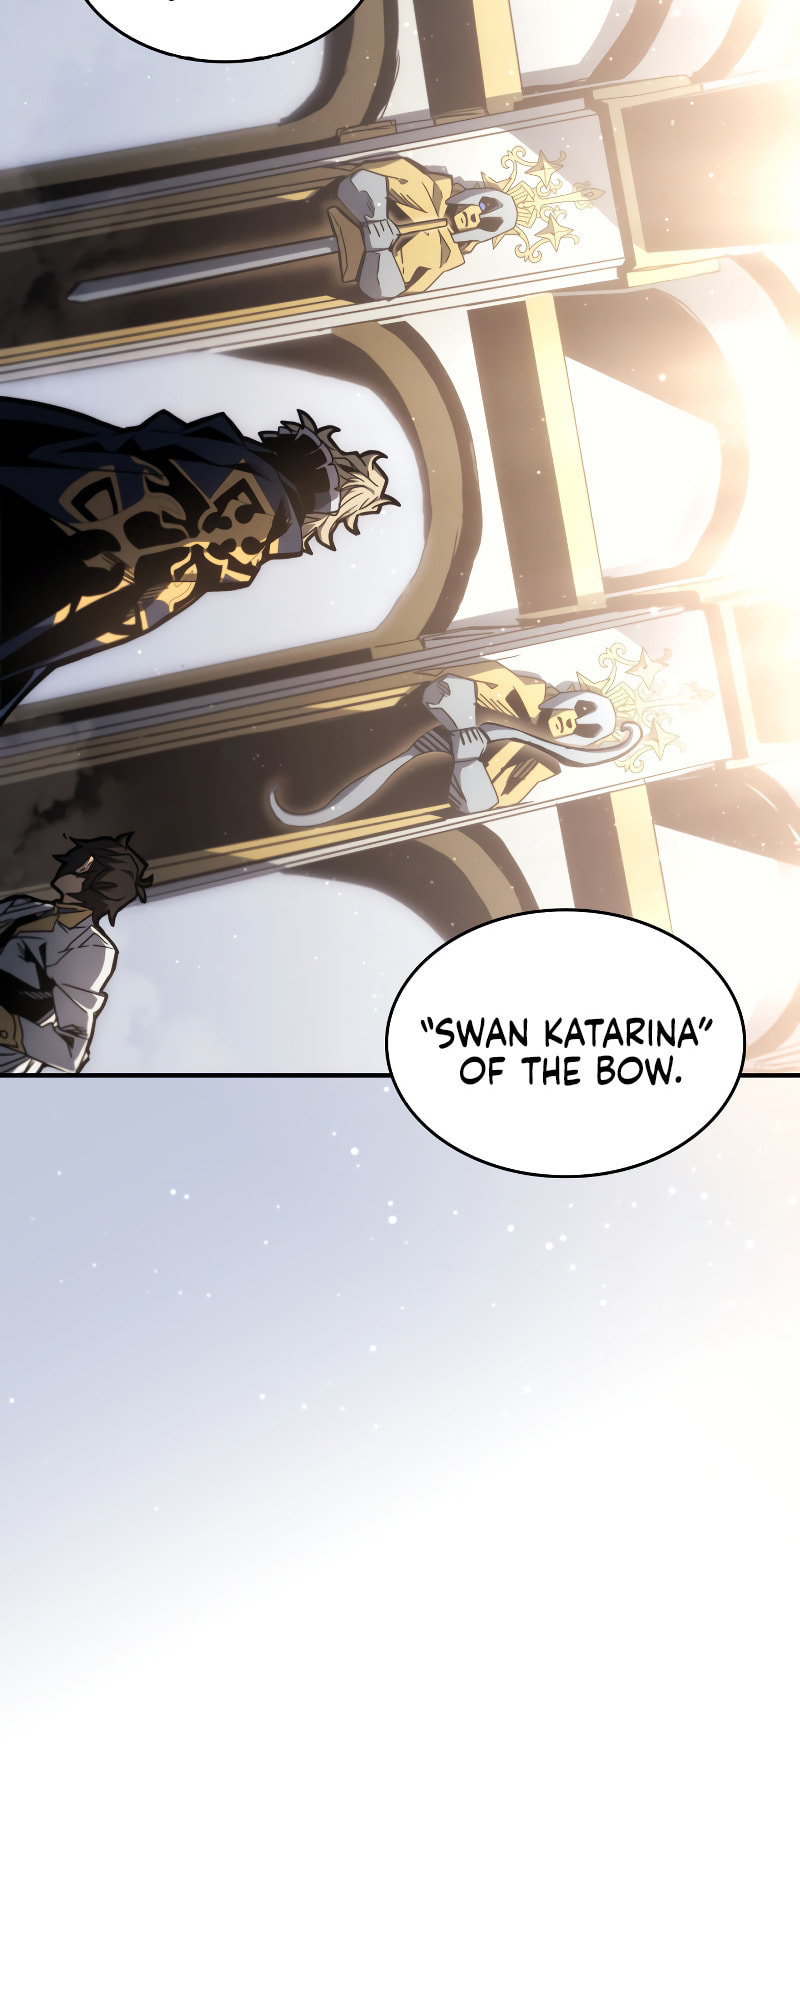 "SWAN KATARINA"
OF THE BOW.